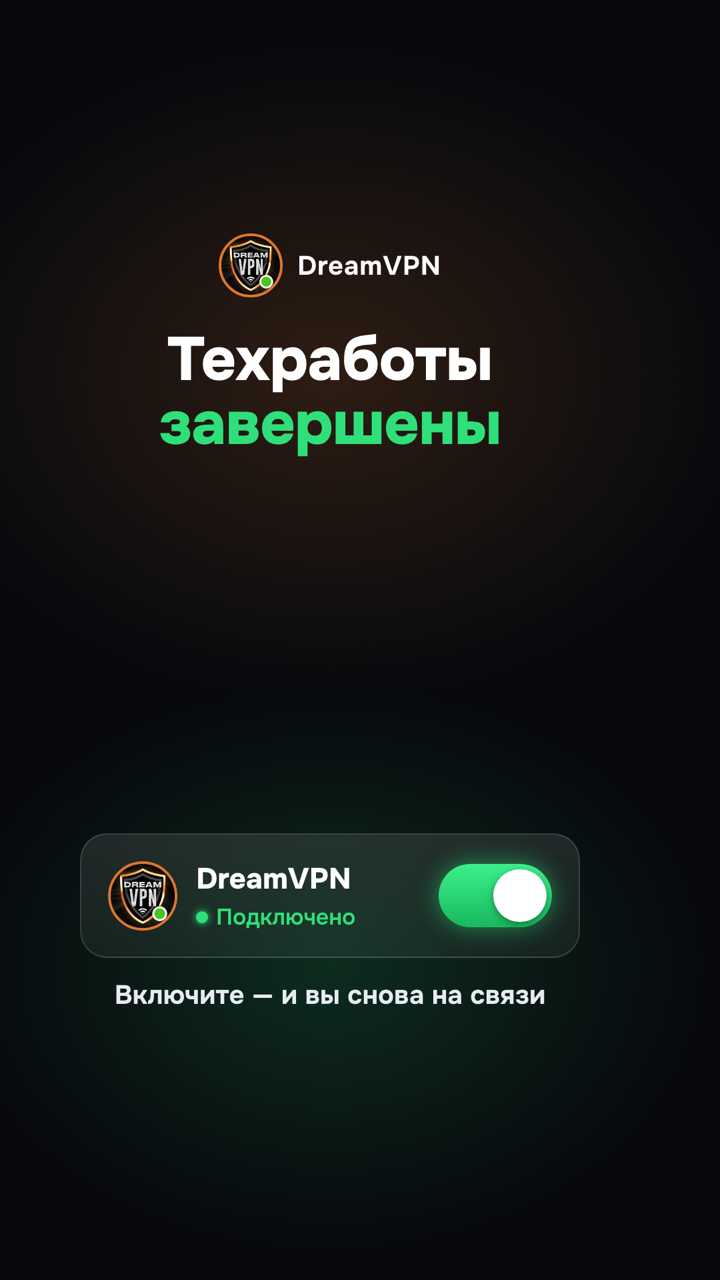 DREAM
VPN
DreamVPN
Техработы
завершены
DREAM
VPN
DreamVPN
Подключено
Включите — и вы снова на связи